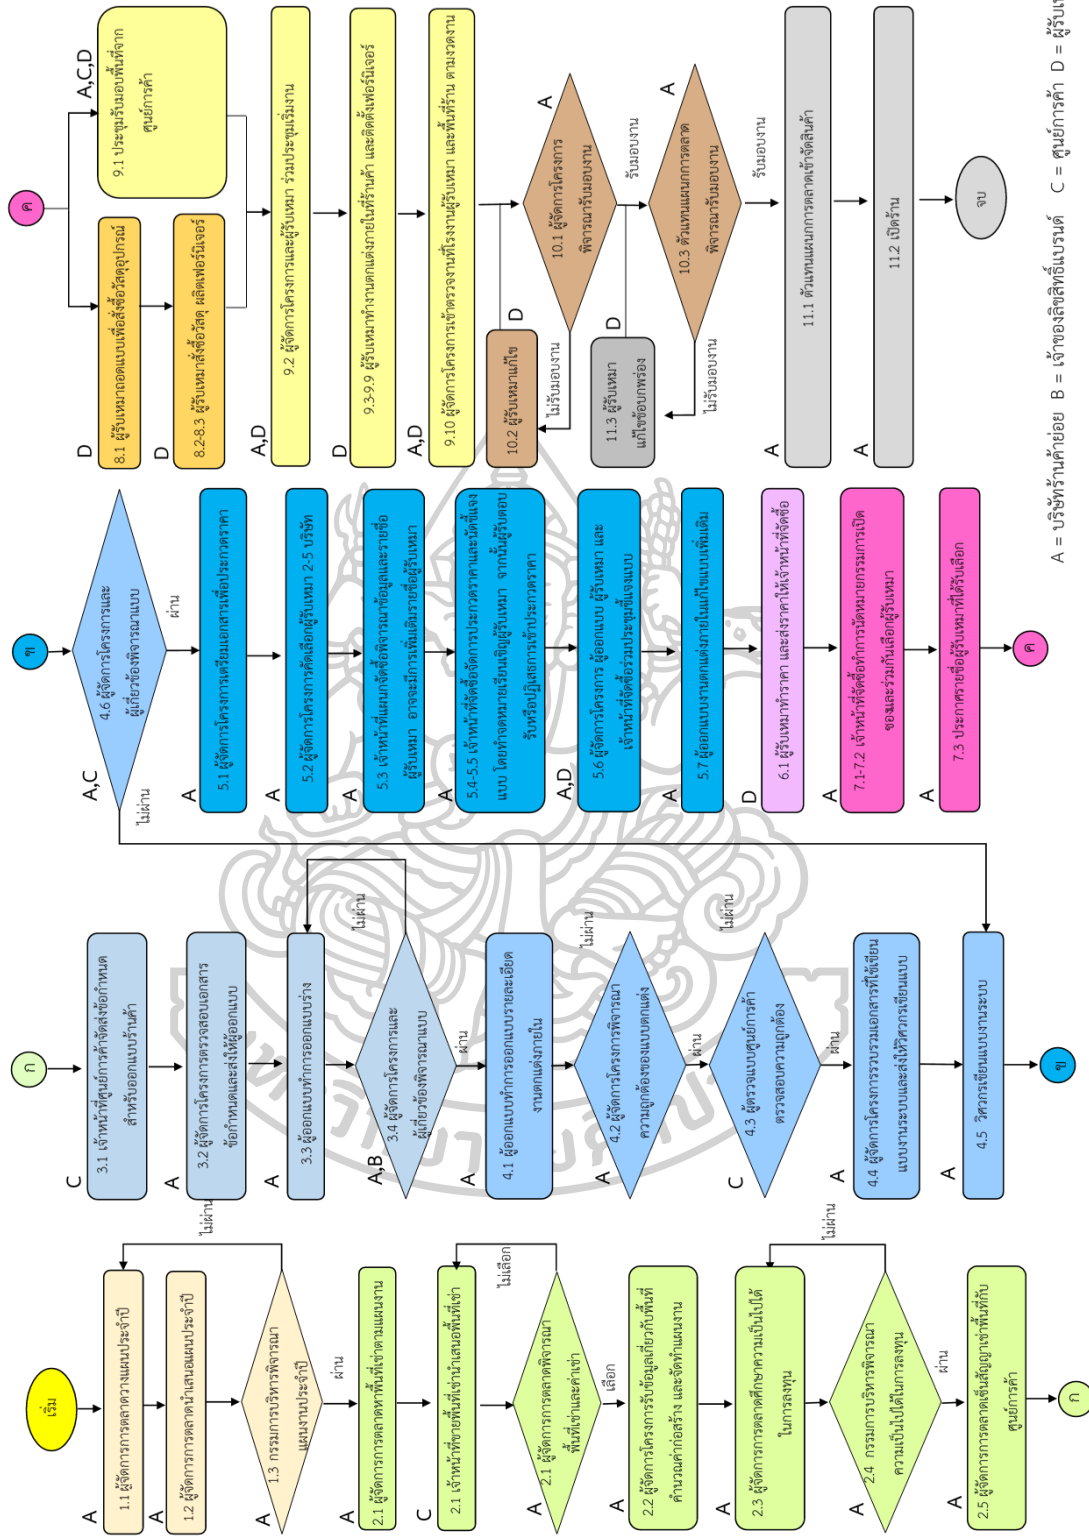 เริ่ม
A
1.1 ผู้จัดการการตลาดวางแผนประจำปี
A
1.2 ผู้จัดการการตลาดนำเสนอแผนประจำปี
A
1.3 กรรมการบริหารพิจารณา
แผนงานประจำปี
ไม่ผ่าน
ผ่าน
A
2.1 ผู้จัดการการตลาดหาพื้นที่เช่าตามแผนงาน
C
2.1 เจ้าหน้าที่ขายพื้นที่เช่านำเสนอพื้นที่เช่า
A
2.1 ผู้จัดการการตลาดพิจารณา
พื้นที่เช่าและค่าเช่า
ไม่เลือก
เลือก
A
2.2 ผู้จัดการโครงการรับข้อมูลเกี่ยวกับพื้นที่
คำนวณค่าก่อสร้าง และจัดทำแผนงาน
A
2.3 ผู้จัดการการตลาดศึกษาความเป็นไปได้
ในการลงทุน
A
2.4 กรรมการบริหารพิจารณา
ความเป็นไปได้ในการลงทุน
ไม่ผ่าน
ผ่าน
A
2.5 ผู้จัดการการตลาดเซ็นสัญญาเช่าพื้นที่กับ
ศูนย์การค้า
ก
ก
C
3.1 เจ้าหน้าที่ศูนย์การค้าจัดส่งข้อกำหนด
สำหรับออกแบบร้านค้า
A
3.2 ผู้จัดการโครงการตรวจสอบเอกสาร
ข้อกำหนดและส่งให้ผู้ออกแบบ
A
3.3 ผู้ออกแบบทำการออกแบบร่าง
A,B
3.4 ผู้จัดการโครงการและ
ผู้เกี่ยวข้องพิจารณาแบบ
ไม่ผ่าน
ผ่าน
A
4.1 ผู้ออกแบบทำการออกแบบรายละเอียด
งานตกแต่งภายใน
A
4.2 ผู้จัดการโครงการพิจารณา
ความถูกต้องของแบบตกแต่ง
ไม่ผ่าน
ผ่าน
C
4.3 ผู้ตรวจแบบศูนย์การค้า
ตรวจสอบความถูกต้อง
ไม่ผ่าน
ผ่าน
A
4.4 ผู้จัดการโครงการรวบรวมเอกสารที่ใช้เขียน
แบบงานระบบและส่งให้วิศวกรเขียนแบบ
A
4.5 วิศวกรเขียนแบบงานระบบ
ข
ข
A,C
4.6 ผู้จัดการโครงการและ
ผู้เกี่ยวข้องพิจารณาแบบ
ไม่ผ่าน
ผ่าน
A
5.1 ผู้จัดการโครงการเตรียมเอกสารเพื่อประกวดราคา
A
5.2 ผู้จัดการโครงการคัดเลือกผู้รับเหมา 2-5 บริษัท
A
5.3 เจ้าหน้าที่แผนกจัดซื้อพิจารณาข้อมูลและรายชื่อ
ผู้รับเหมา อาจจะมีการเพิ่มเติมรายชื่อผู้รับเหมา
A
5.4-5.5 เจ้าหน้าที่จัดซื้อจัดการประกวดราคาและนัดชี้แจง
แบบ โดยทำจดหมายเรียนเชิญผู้รับเหมา จากนั้นผู้รับตอบ
รับหรือปฏิเสธการเข้าประกวดราคา
A,D
5.6 ผู้จัดการโครงการ ผู้ออกแบบ ผู้รับเหมา และ
เจ้าหน้าที่จัดซื้อร่วมประชุมชี้แจงแบบ
A
5.7 ผู้ออกแบบงานตกแต่งภายในแก้ไขแบบเพิ่มเติม
D
6.1 ผู้รับเหมาทำราคา และส่งราคาให้เจ้าหน้าที่จัดซื้อ
A
7.1-7.2 เจ้าหน้าที่จัดซื้อทำการนัดหมายกรรมการเปิด
ซองและร่วมกันเลือกผู้รับเหมา
A
7.3 ประกาศรายชื่อผู้รับเหมาที่ได้รับเลือก
ค
ค
D
8.1 ผู้รับเหมาถอดแบบเพื่อสั่งซื้อวัสดุอุปกรณ์
D
8.2-8.3 ผู้รับเหมาสั่งซื้อวัสดุ ผลิตเฟอร์นิเจอร์
A,C,D
9.1 ประชุมรับมอบพื้นที่จาก
ศูนย์การค้า
A,D
9.2 ผู้จัดการโครงการและผู้รับเหมา ร่วมประชุมเริ่มงาน
D
9.3-9.9 ผู้รับเหมาทำงานตกแต่งภายในที่ร้านค้า และติดตั้งเฟอร์นิเจอร์
A,D
9.10 ผู้จัดการโครงการเข้าตรวจงานที่โรงงานผู้รับเหมา และพื้นที่ร้าน ตามงวดงาน
A
10.1 ผู้จัดการโครงการ
พิจารณารับมอบงาน
D
10.2 ผู้รับเหมาแก้ไข
ไม่รับมอบงาน
รับมอบงาน
A
10.3 ตัวแทนแผนกการตลาด
พิจารณารับมอบงาน
D
11.3 ผู้รับเหมา
แก้ไขข้อบกพร่อง
ไม่รับมอบงาน
รับมอบงาน
A
11.1 ตัวแทนแผนกการตลาดเข้าจัดสินค้า
A
11.2 เปิดร้าน
จบ
A = บริษัทร้านค้าย่อย B = เจ้าของลิขสิทธิ์แบรนด์ C = ศูนย์การค้า D =